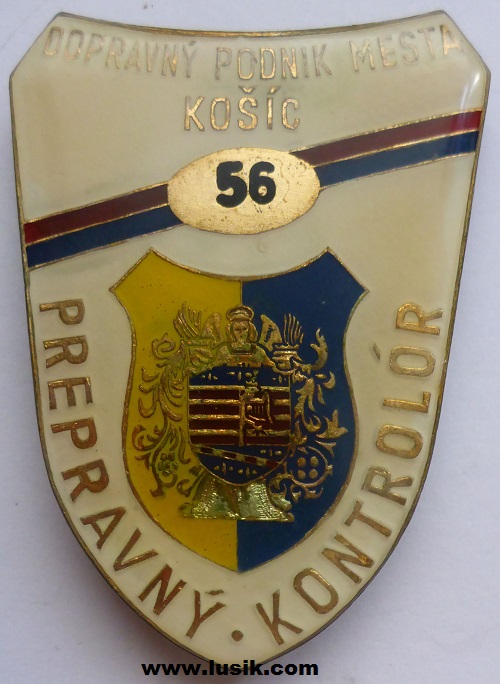 DOPRAVNÝ PODNIK MESTA
KOŠÍC
56
PREPRAVNÝ · KONTROLÓR
www.lusik.com